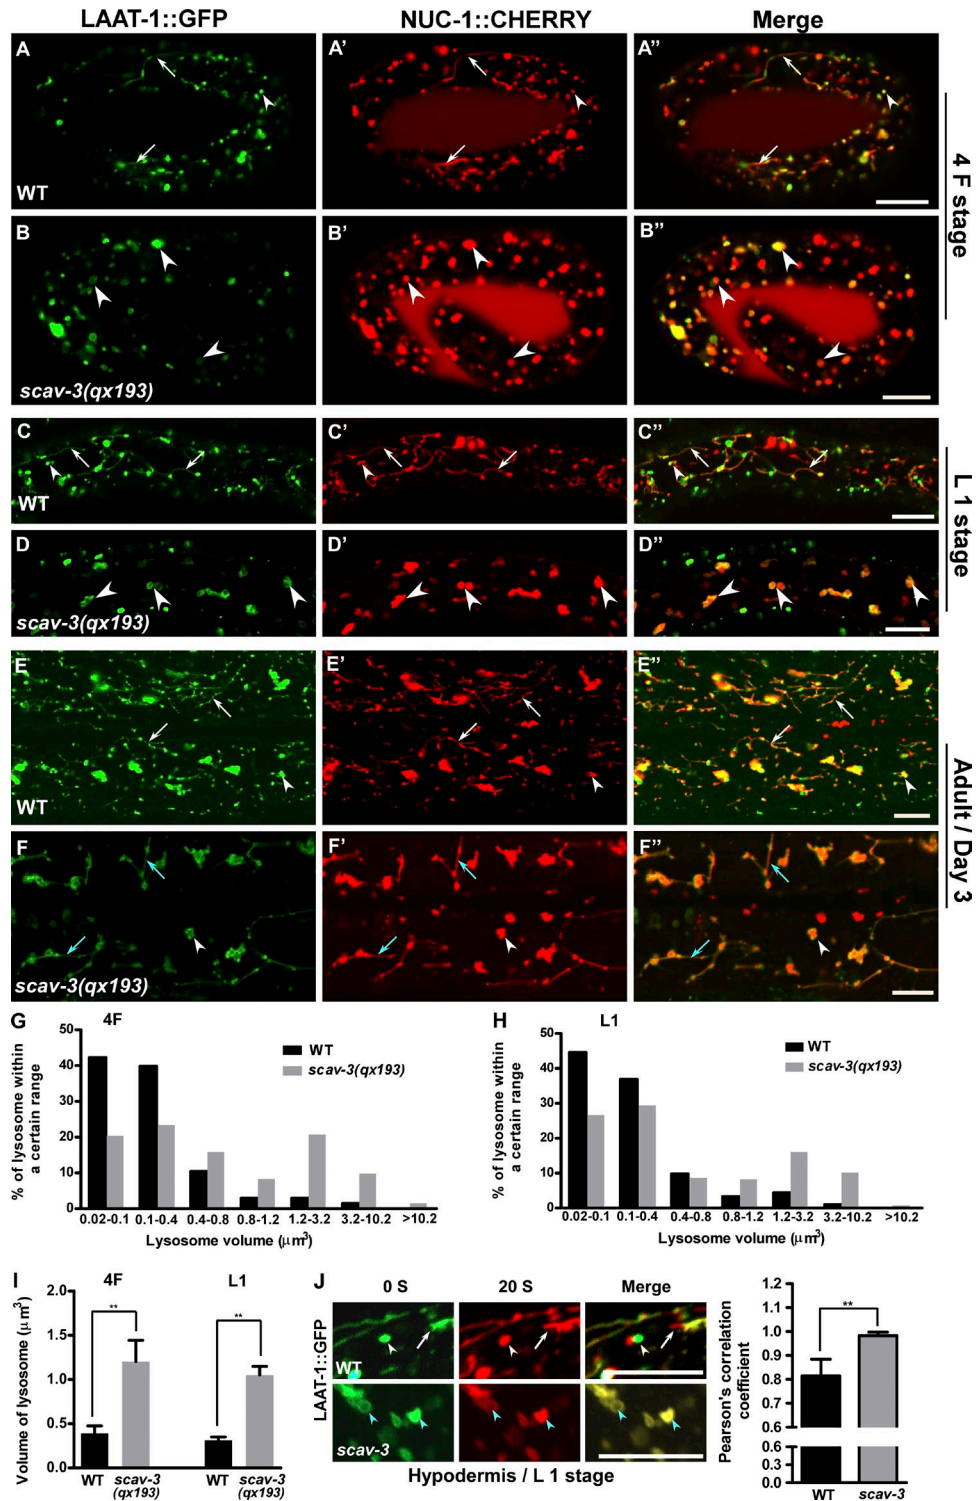 LAAT-1::GFP NUC-1::CHERRY Merge
A A' A''
WT
B B' B''
scav-3(qx193)
4 F stage
C C' C''
WT
D D' D''
scav-3(qx193)
L 1 stage
E E' E''
WT
F F' F''
scav-3(qx193)
Adult / Day 3
G 4F
% of lysosome within
a certain range
50
40
30
20
10
0
WT
scav-3(qx193)
0.02-0.1 0.1-0.4 0.4-0.8 0.8-1.2 1.2-3.2 3.2-10.2 >10.2
Lysosome volume (μm³)
H L1
% of lysosome within
a certain range
50
40
30
20
10
0
WT
scav-3(qx193)
0.02-0.1 0.1-0.4 0.4-0.8 0.8-1.2 1.2-3.2 3.2-10.2 >10.2
Lysosome volume (μm³)
I 4F L1
Volume of lysosome (μm³)
2.0
1.5
1.0
0.5
0.0
** **
WT scav-3 WT scav-3
(qx193) (qx193)
J 0 S 20 S Merge
LAAT-1::GFP
WT
scav-3
Hypodermis / L 1 stage
Pearson's correlation
coefficient
1.2
1.1
1.0
0.9
0.8
0.7
0.6
0.6
0.3
0.0
**
WT scav-3